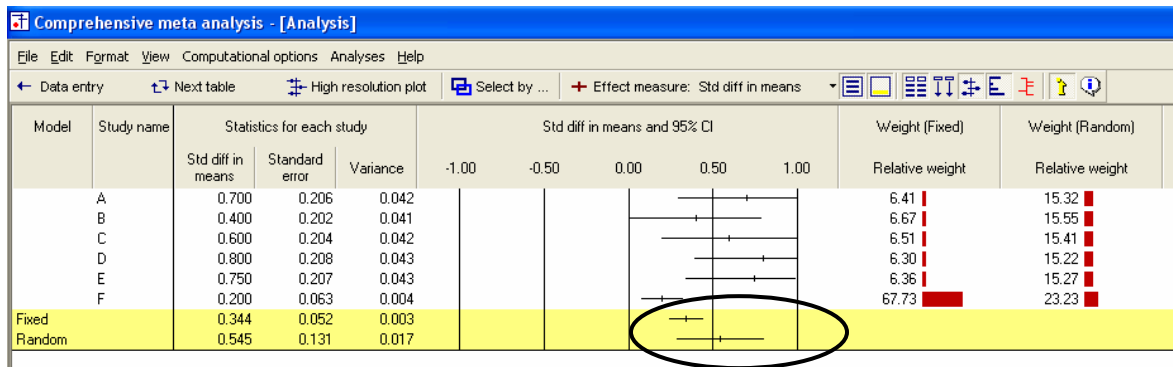 Comprehensive meta analysis - [Analysis]
File Edit Format View Computational options Analyses Help
Data entry Next table High resolution plot Select by ... Effect measure: Std diff in means
Model Study name Statistics for each study Std diff in means and 95% CI Weight (Fixed) Weight (Random)
Std diff in means Standard error Variance -1.00 -0.50 0.00 0.50 1.00 Relative weight Relative weight
A 0.700 0.206 0.042 6.41 15.32
B 0.400 0.202 0.041 6.67 15.55
C 0.600 0.204 0.042 6.51 15.41
D 0.800 0.208 0.043 6.30 15.22
E 0.750 0.207 0.043 6.36 15.27
F 0.200 0.063 0.004 67.73 23.23
Fixed 0.344 0.052 0.003
Random 0.545 0.131 0.017